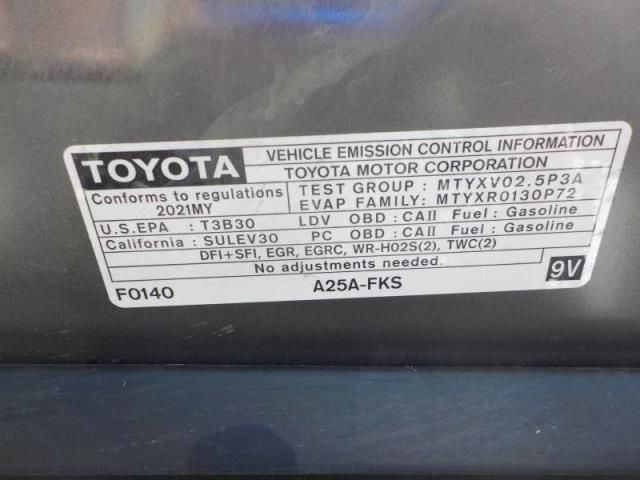 TOYOTA
VEHICLE EMISSION CONTROL INFORMATION
TOYOTA MOTOR CORPORATION
Conforms to regulations
2021MY
TEST GROUP : MTYXV02.5P3A
EVAP FAMILY: MTYXR0130P72
U.S.EPA : T3B30 LDV OBD : CAII Fuel : Gasoline
California : SULEV30 PC OBD : CAII Fuel : Gasoline
DFI+SFI, EGR, EGRC, WR-HO2S(2), TWC(2)
No adjustments needed.
F0140 A25A-FKS 9V